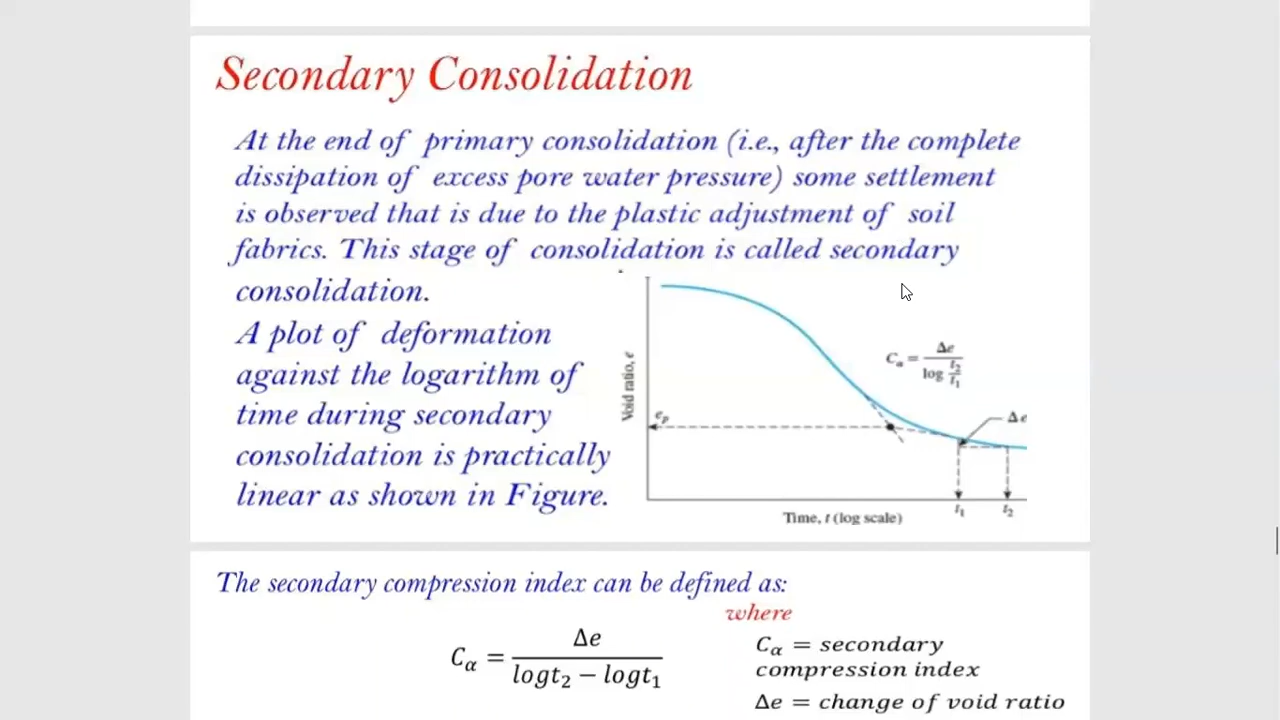 Secondary Consolidation
At the end of primary consolidation (i.e., after the complete
dissipation of excess pore water pressure) some settlement
is observed that is due to the plastic adjustment of soil
fabrics. This stage of consolidation is called secondary
consolidation.
A plot of deformation
against the logarithm of
time during secondary
consolidation is practically
linear as shown in Figure.
Void ratio, e
e_p
C_α = Δe / log t₂/t₁
Δe
t₁ t₂
Time, t (log scale)
The secondary compression index can be defined as:
where
C_α = Δe / logt₂ − logt₁
C_α = secondary
compression index
Δe = change of void ratio